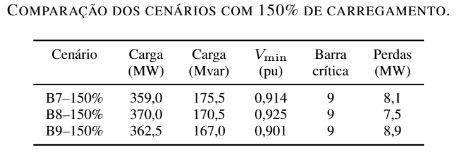 COMPARAÇÃO DOS CENÁRIOS COM 150% DE CARREGAMENTO.
Cenário Carga (MW) Carga (Mvar) Vmin (pu) Barra crítica Perdas (MW)
B7–150% 359,0 175,5 0,914 9 8,1
B8–150% 370,0 170,5 0,925 9 7,5
B9–150% 362,5 167,0 0,901 9 8,9